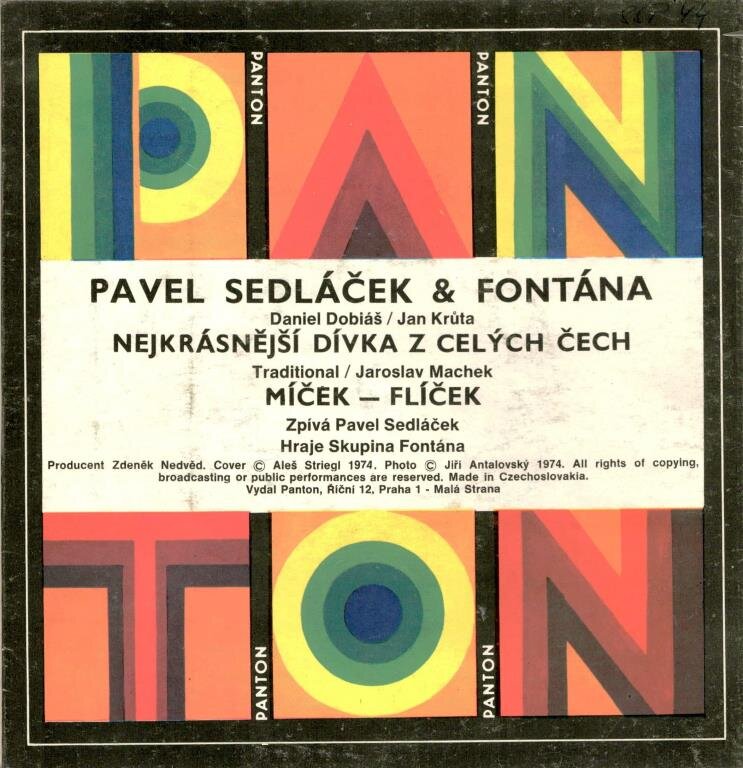 PANTON
PANTON
PAN
PAVEL SEDLÁČEK & FONTÁNA
Daniel Dobiáš / Jan Krůta
NEJKRÁSNĚJŠÍ DÍVKA Z CELÝCH ČECH
Traditional / Jaroslav Machek
MÍČEK — FLÍČEK
Zpívá Pavel Sedláček
Hraje Skupina Fontána
Producent Zdeněk Nedvěd. Cover © Aleš Striegl 1974. Photo © Jiří Antalovský 1974. All rights of copying,
broadcasting or public performances are reserved. Made in Czechoslovakia.
Vydal Panton, Říční 12, Praha 1 - Malá Strana
TON
PANTON
PANTON